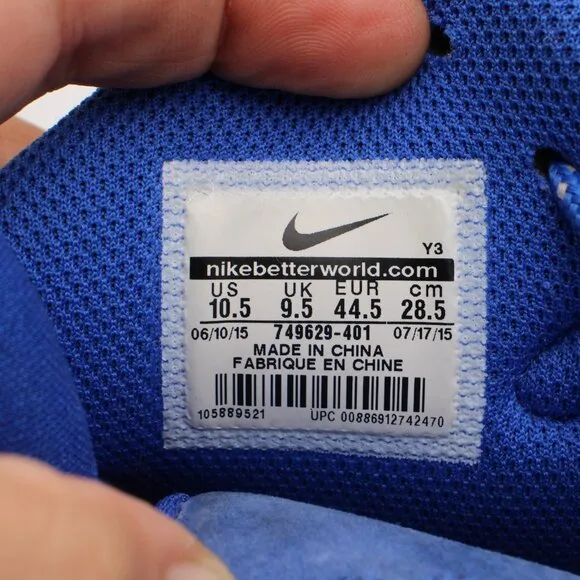 Y3
nikebetterworld.com
US UK EUR cm
10.5 9.5 44.5 28.5
06/10/15 749629-401 07/17/15
MADE IN CHINA
FABRIQUE EN CHINE
105889521 UPC 00886912742470